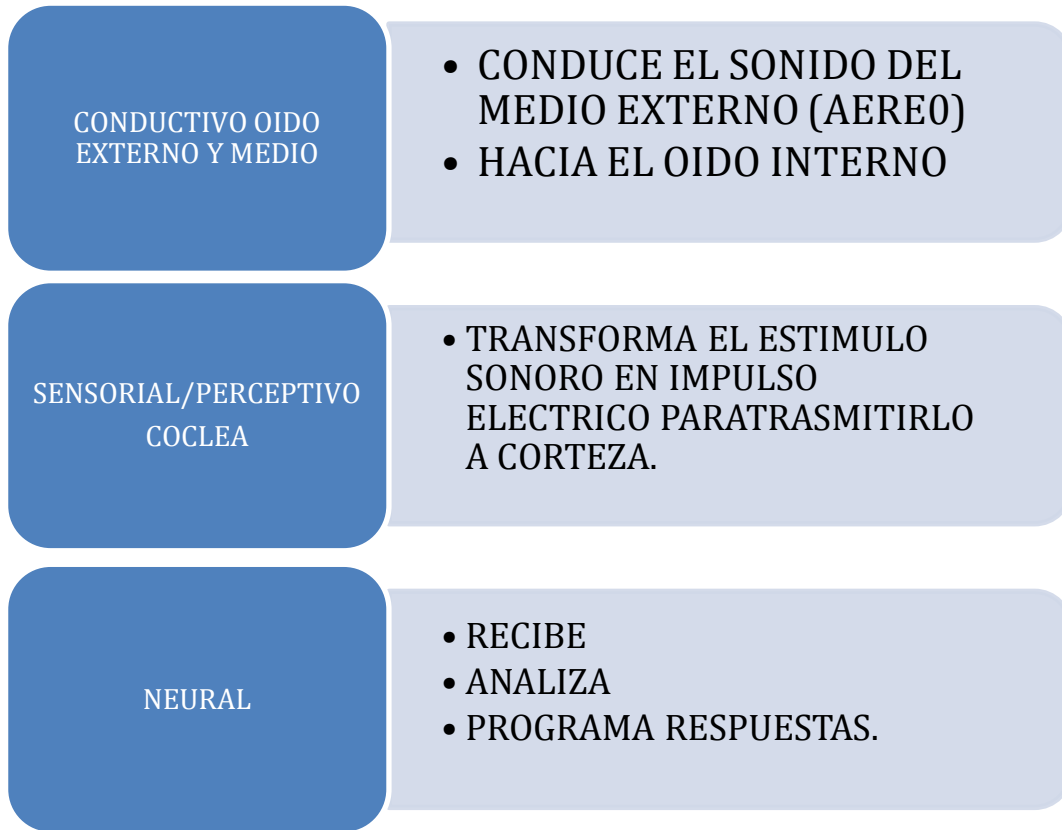 CONDUCTIVO OIDO
EXTERNO Y MEDIO
• CONDUCE EL SONIDO DEL
MEDIO EXTERNO (AERE0)
• HACIA EL OIDO INTERNO
SENSORIAL/PERCEPTIVO
COCLEA
• TRANSFORMA EL ESTIMULO
SONORO EN IMPULSO
ELECTRICO PARATRASMITIRLO
A CORTEZA.
NEURAL
• RECIBE
• ANALIZA
• PROGRAMA RESPUESTAS.